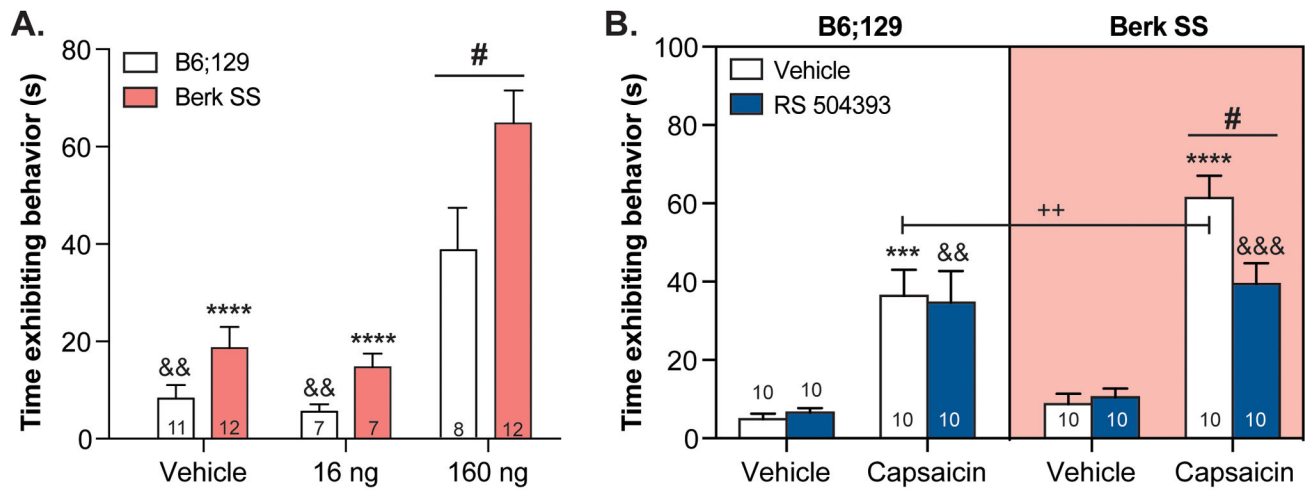 A.
Time exhibiting behavior (s)
80
60
40
20
0
B6;129
Berk SS
#
&&
****
&&
****
11
12
7
7
8
12
Vehicle
16 ng
160 ng
B.
B6;129
Berk SS
Time exhibiting behavior (s)
100
80
60
40
20
0
Vehicle
RS 504393
#
****
++
***
&&
&&&
10
10
10
10
10
10
10
10
Vehicle
Capsaicin
Vehicle
Capsaicin